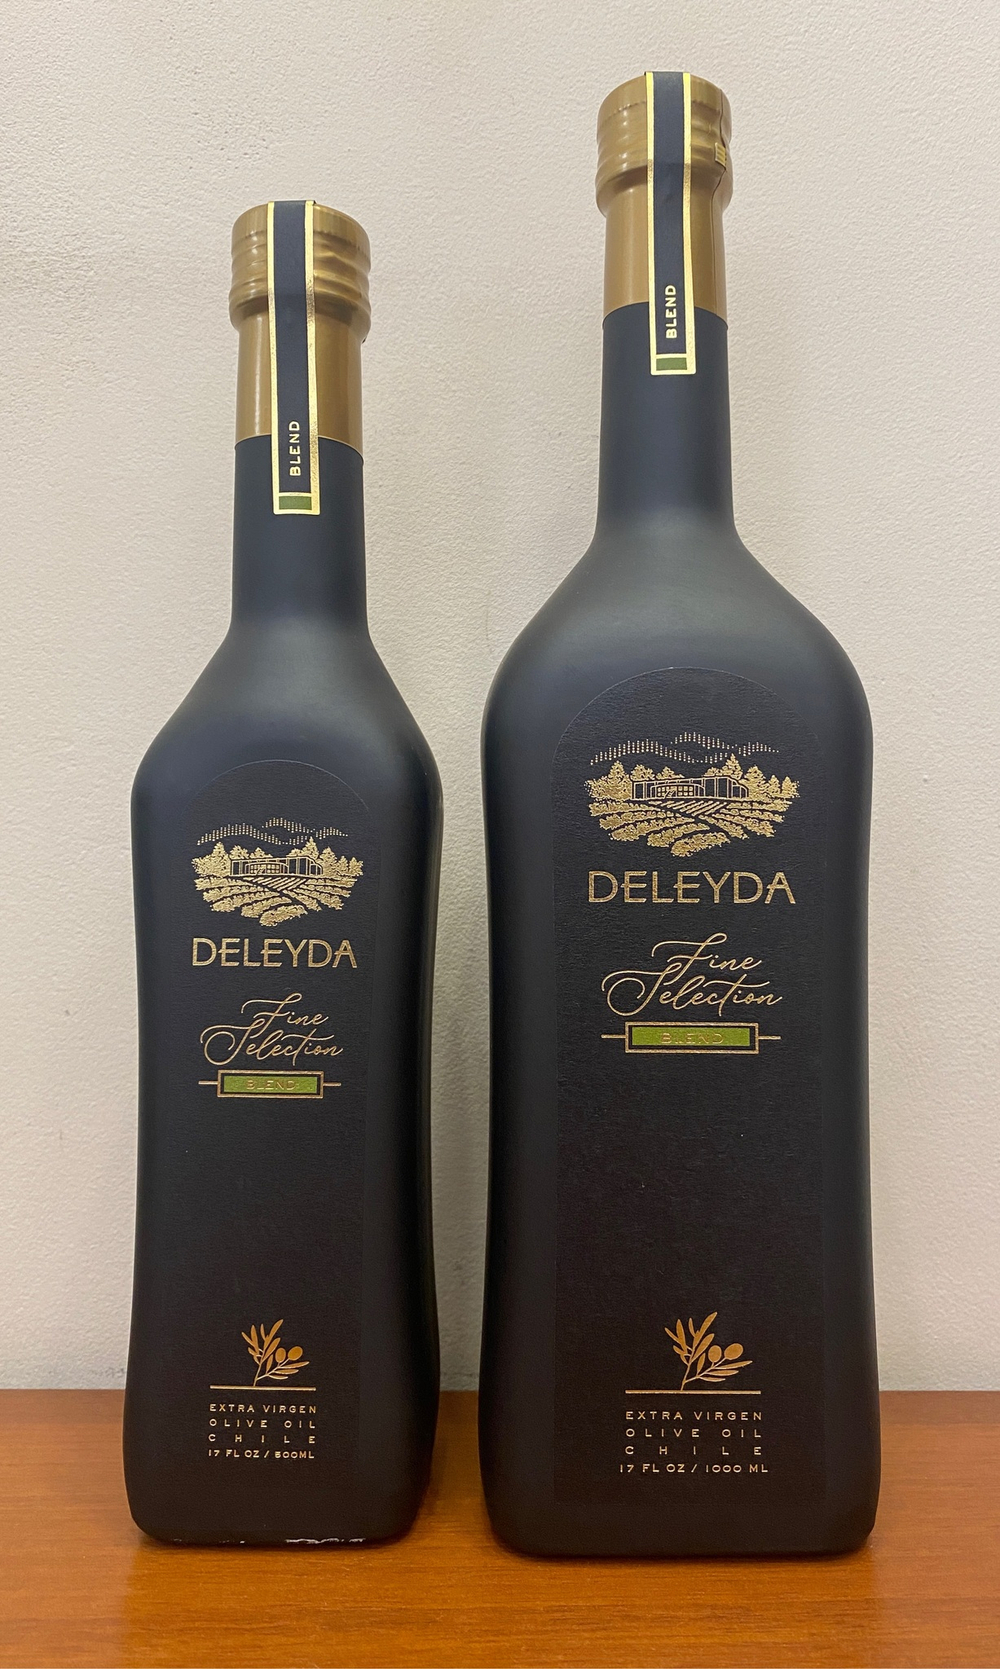 BLEND
DELEYDA
Fine
Selection
BLEND
EXTRA VIRGEN
OLIVE OIL
CHILE
17 FL OZ / 500ML
BLEND
DELEYDA
Fine
Selection
BLEND
EXTRA VIRGEN
OLIVE OIL
CHILE
17 FL OZ / 1000 ML